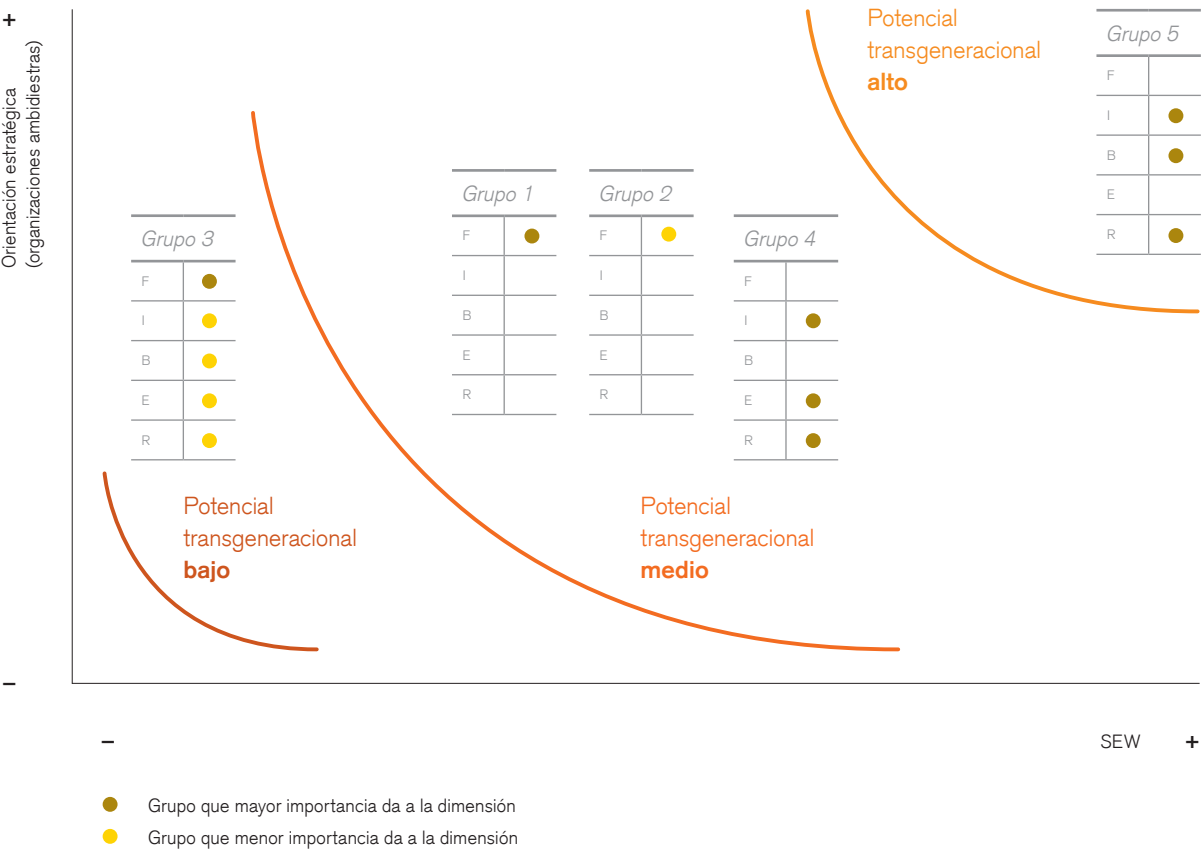 +
Orientación estratégica
(organizaciones ambidiestras)
–
Potencial
transgeneracional
alto
Grupo 5
F
I
B
E
R
Grupo 1
F
I
B
E
R
Grupo 2
F
I
B
E
R
Grupo 3
F
I
B
E
R
Grupo 4
F
I
B
E
R
Potencial
transgeneracional
bajo
Potencial
transgeneracional
medio
–
SEW +
Grupo que mayor importancia da a la dimensión
Grupo que menor importancia da a la dimensión